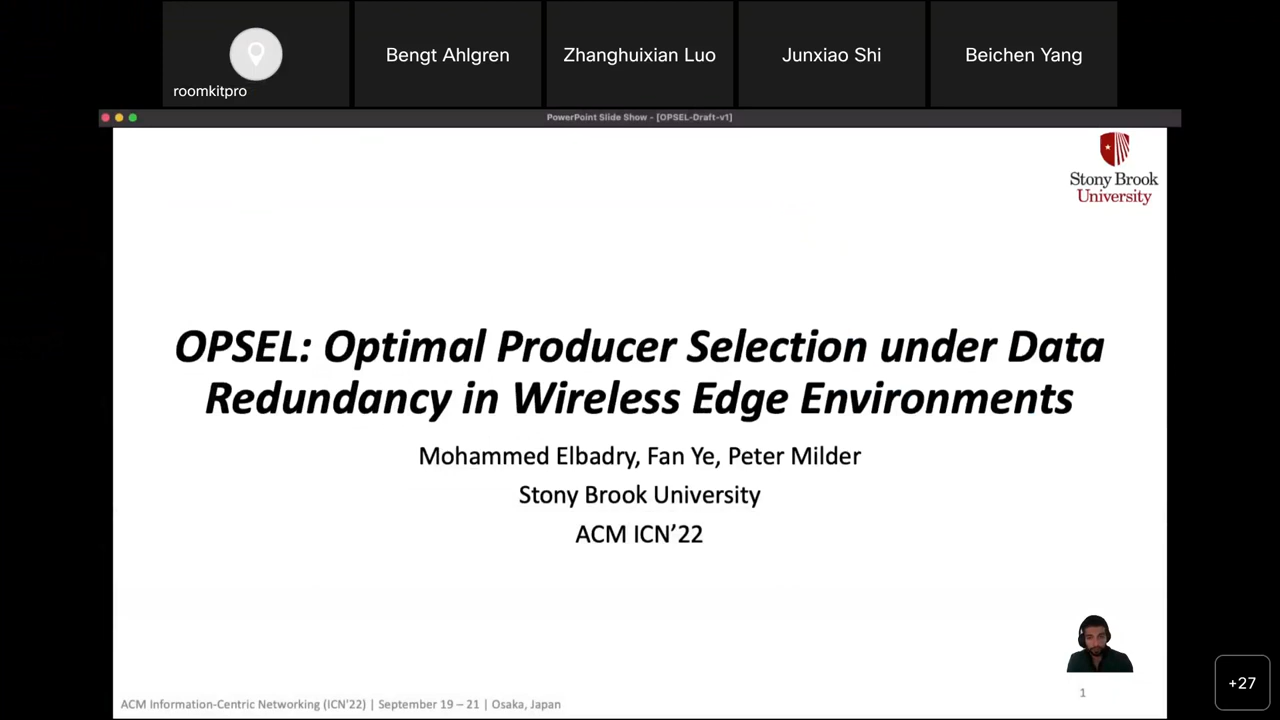 Bengt Ahlgren
Zhanghuixian Luo
Junxiao Shi
Beichen Yang
roomkitpro
PowerPoint Slide Show - [OPSEL-Draft-v1]
Stony Brook
University
OPSEL: Optimal Producer Selection under Data
Redundancy in Wireless Edge Environments
Mohammed Elbadry, Fan Ye, Peter Milder
Stony Brook University
ACM ICN’22
+27
1
ACM Information-Centric Networking (ICN'22) | September 19 – 21 | Osaka, Japan